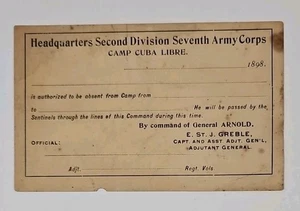 Headquarters Second Division Seventh Army Corps
CAMP CUBA LIBRE.
1898.
is authorized to be absent from Camp from
to He will be passed by the
Sentinels through the lines of this Command during this time.
By command of General ARNOLD,
E. ST. J. GREBLE,
OFFICIAL: CAPT AND ASST ADJT. GEN'L,
ADJUTANT GENERAL.
Adjt. Regt. Vols